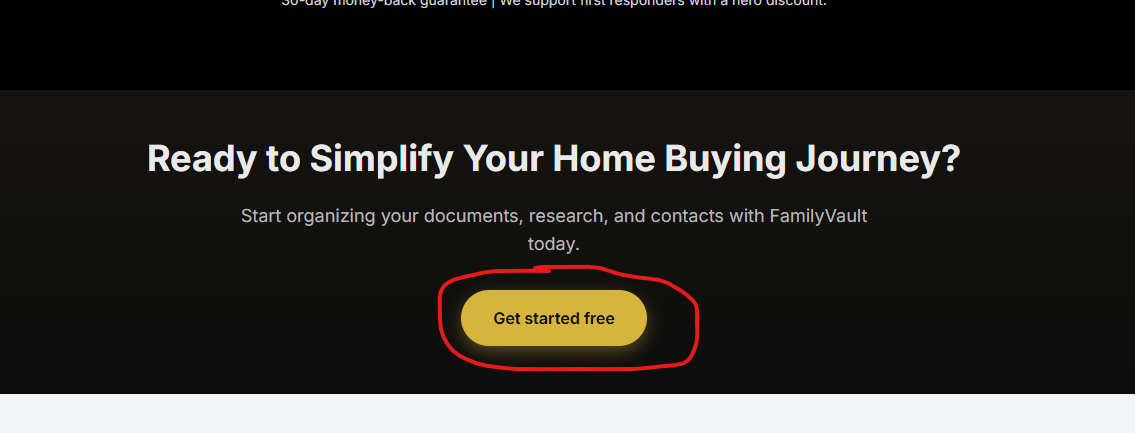 30-day money-back guarantee | We support first responders with a hero discount.
Ready to Simplify Your Home Buying Journey?
Start organizing your documents, research, and contacts with FamilyVault
today.
Get started free